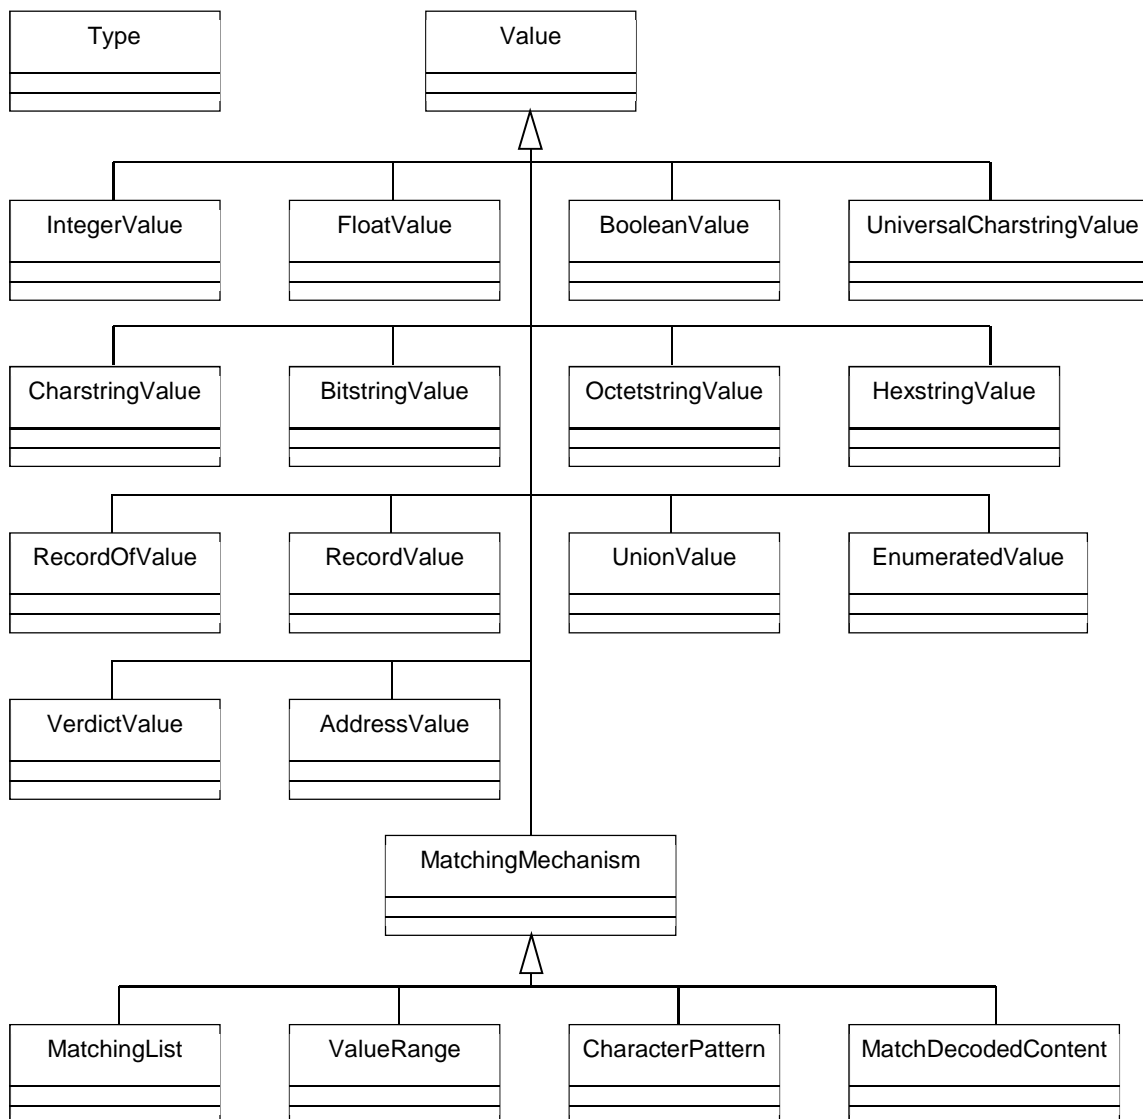 Type
Value
IntegerValue
FloatValue
BooleanValue
UniversalCharstringValue
CharstringValue
BitstringValue
OctetstringValue
HexstringValue
RecordOfValue
RecordValue
UnionValue
EnumeratedValue
VerdictValue
AddressValue
MatchingMechanism
MatchingList
ValueRange
CharacterPattern
MatchDecodedContent